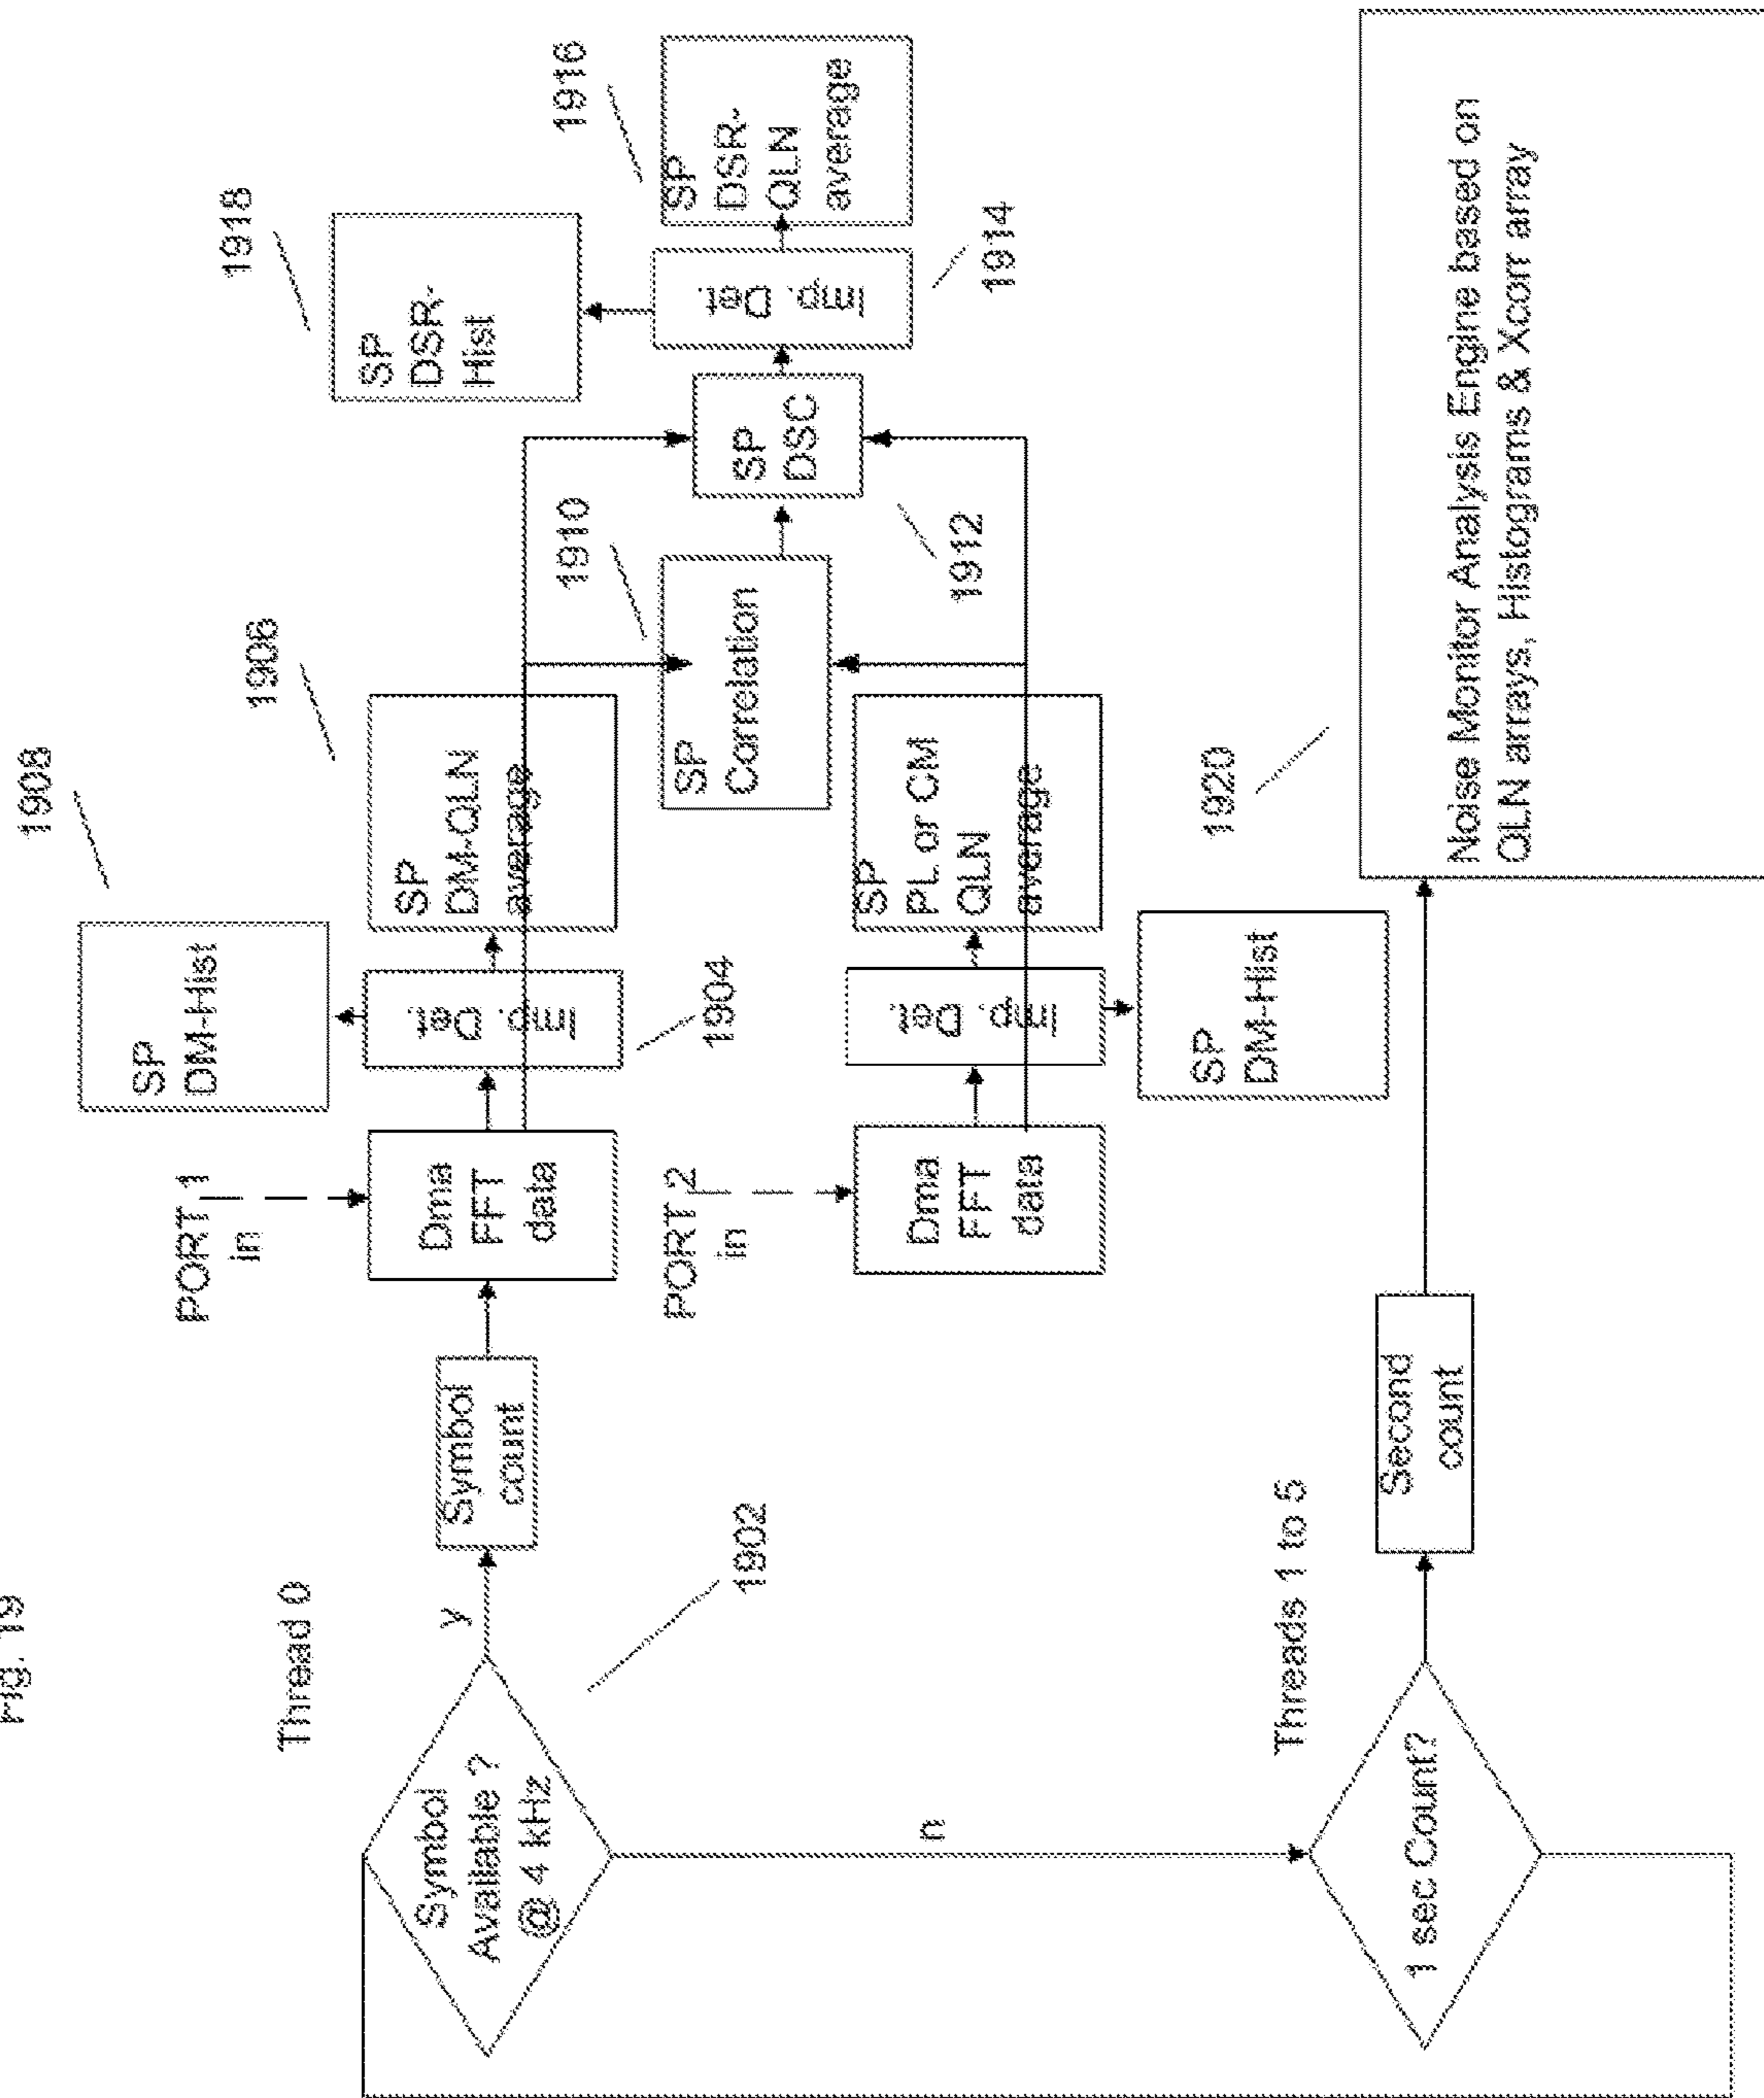 Fig. 19
Thread 0
Symbol
Available ?
@ 4 kHz
y
1902
Symbol
count
PORT 1
in
Dma
FFT
data
Imp. Det.
1904
SP
DM-Hist
1908
SP
DM-QLN
average
1906
PORT 2
in
Dma
FFT
data
Imp. Det.
SP
DM-Hist
SP
PL or CM
QLN
average
SP
Correlation
1910
SP
DSC
1912
Imp. Det.
1914
SP
DSR-
Hist
1918
SP
DSR-
QLN
average
1916
n
Threads 1 to 5
1 sec Count?
Second
count
1920
Noise Monitor Analysis Engine based on
QLN arrays, Histograms & Xcorr array